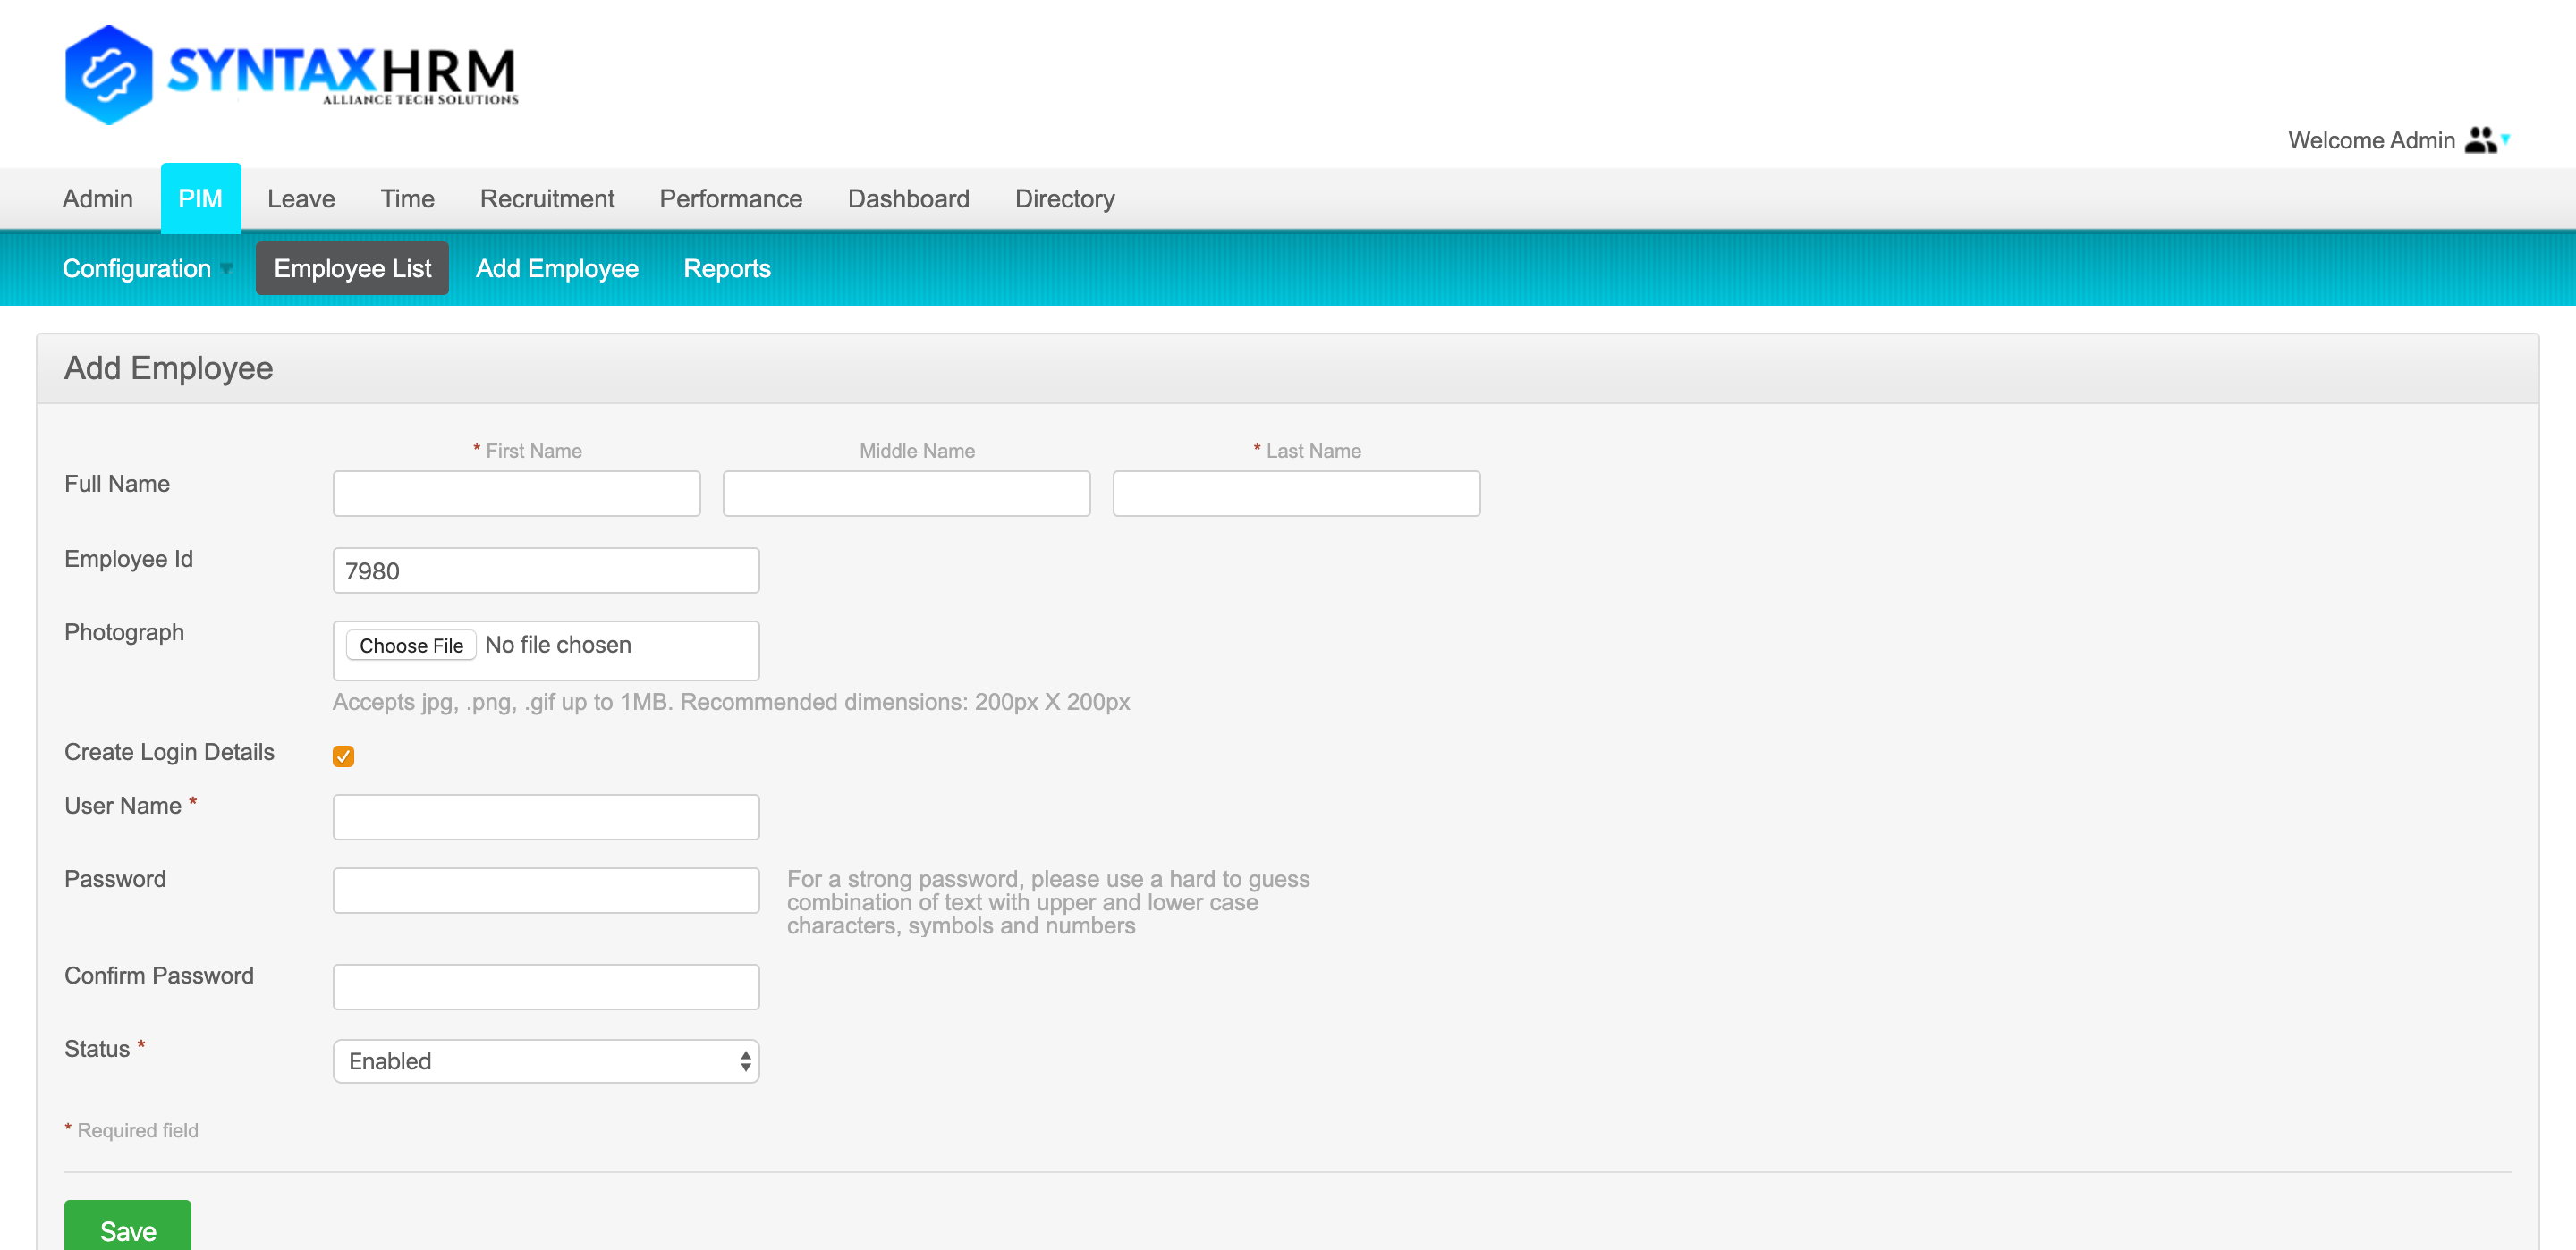 SYNTAXHRM
ALLIANCE TECH SOLUTIONS
Welcome Admin
Admin PIM Leave Time Recruitment Performance Dashboard Directory
Configuration Employee List Add Employee Reports
Add Employee
* First Name Middle Name * Last Name
Full Name
Employee Id 7980
Photograph Choose File No file chosen
Accepts jpg, .png, .gif up to 1MB. Recommended dimensions: 200px X 200px
Create Login Details
User Name *
Password For a strong password, please use a hard to guess
combination of text with upper and lower case
characters, symbols and numbers
Confirm Password
Status * Enabled
* Required field
Save